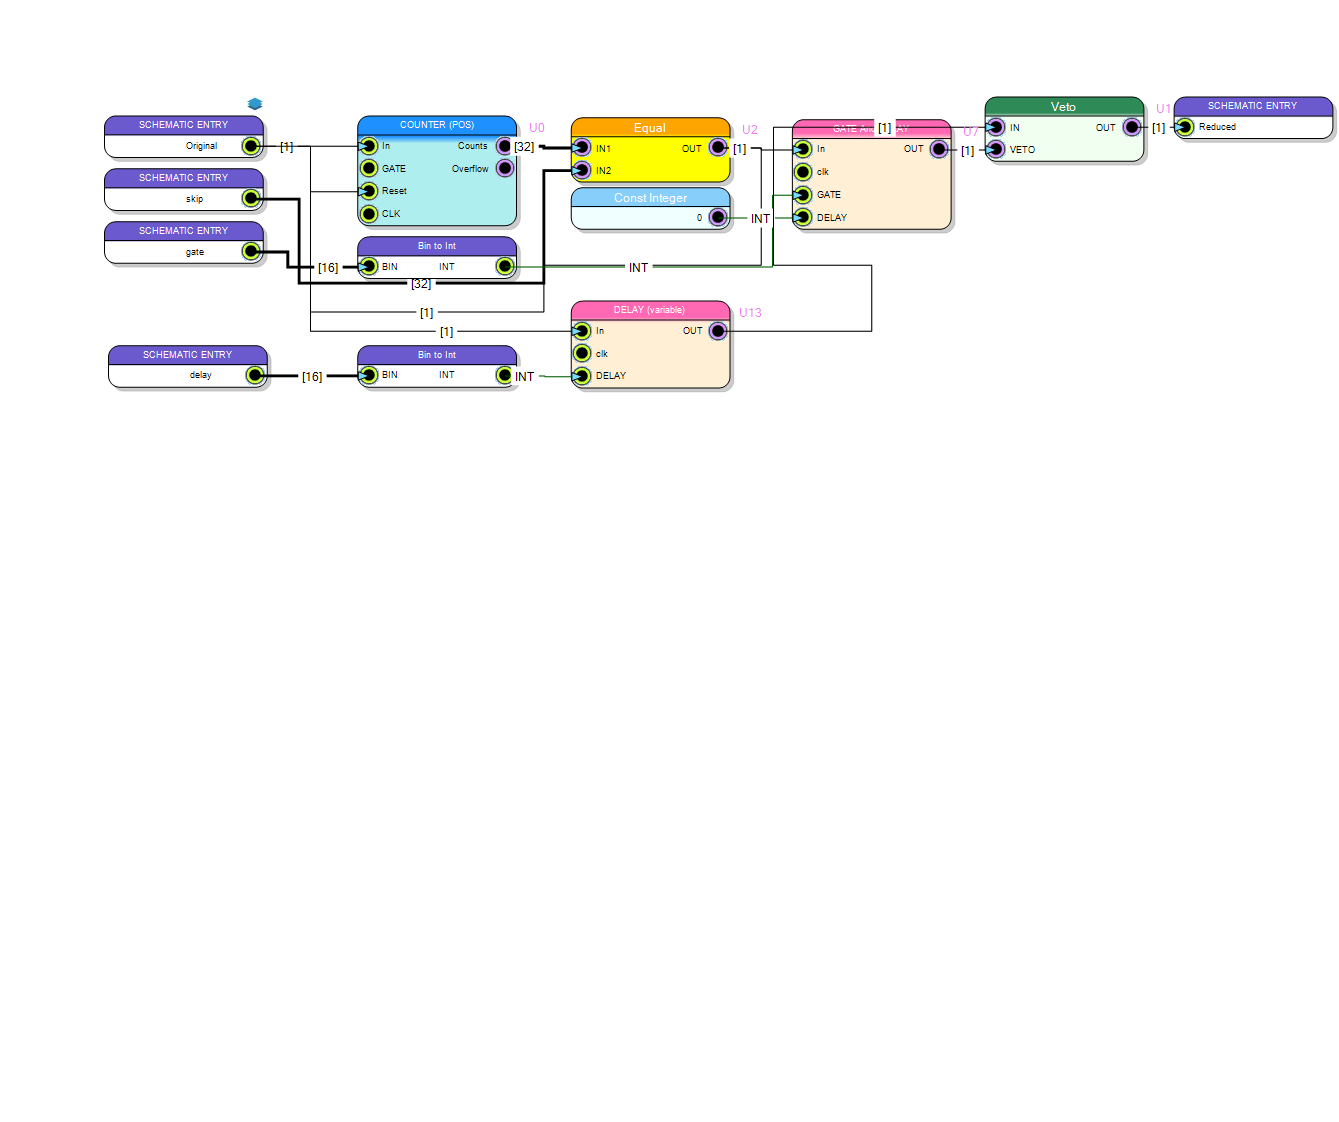 SCHEMATIC ENTRY
Original
[1]
SCHEMATIC ENTRY
skip
SCHEMATIC ENTRY
gate
[16]
COUNTER (POS)
U0
In
Counts
[32]
GATE
Overflow
Reset
CLK
Bin to Int
BIN
INT
[32]
[1]
[1]
Equal
U2
IN1
OUT
[1]
IN2
Const Integer
0
INT
INT
GATE And
AY
[1]
U7
In
OUT
[1]
clk
GATE
DELAY
Veto
U1
IN
OUT
[1]
VETO
SCHEMATIC ENTRY
Reduced
DELAY (variable)
U13
In
OUT
clk
DELAY
SCHEMATIC ENTRY
delay
[16]
Bin to Int
BIN
INT
INT